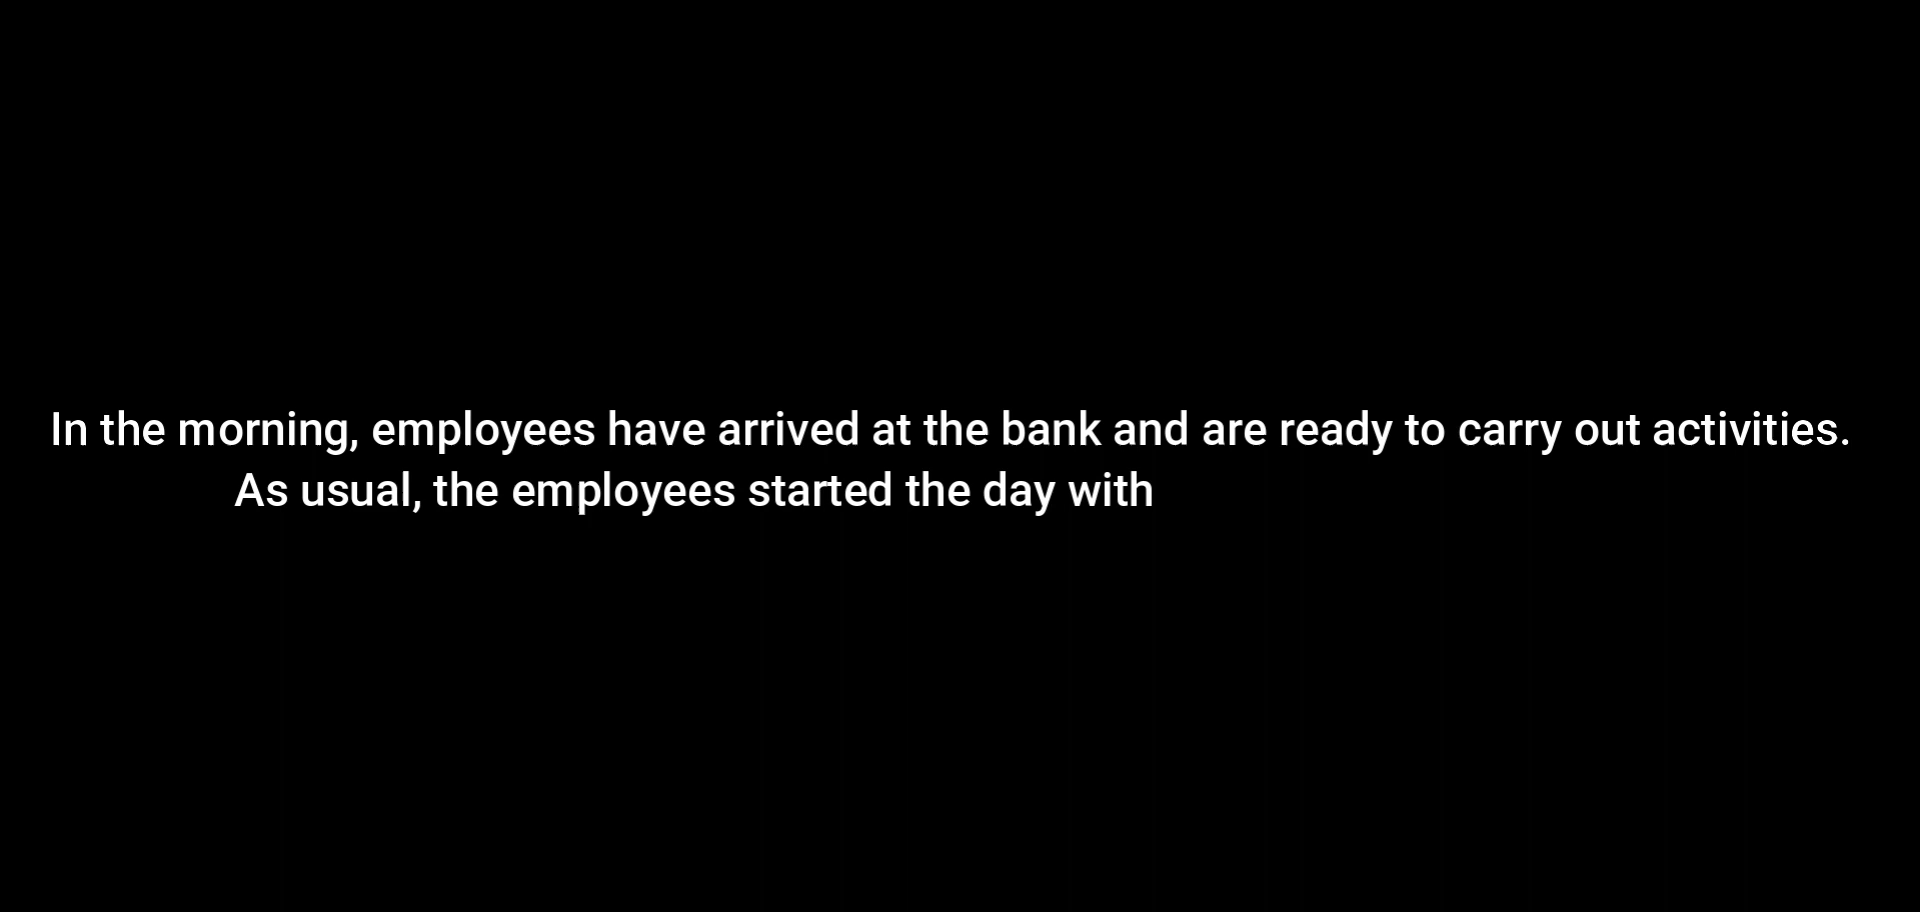 In the morning, employees have arrived at the bank and are ready to carry out activities.
As usual, the employees started the day with